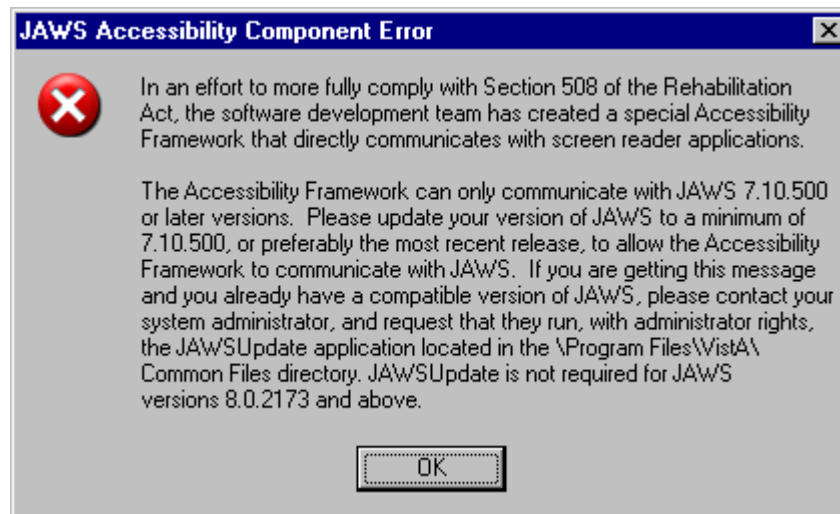 JAWS Accessibility Component Error
In an effort to more fully comply with Section 508 of the Rehabilitation
Act, the software development team has created a special Accessibility
Framework that directly communicates with screen reader applications.
The Accessibility Framework can only communicate with JAWS 7.10.500
or later versions.  Please update your version of JAWS to a minimum of
7.10.500, or preferably the most recent release, to allow the Accessibility
Framework to communicate with JAWS.  If you are getting this message
and you already have a compatible version of JAWS, please contact your
system administrator, and request that they run, with administrator rights,
the JAWSUpdate application located in the \Program Files\VistA\
Common Files directory. JAWSUpdate is not required for JAWS
versions 8.0.2173 and above.
OK